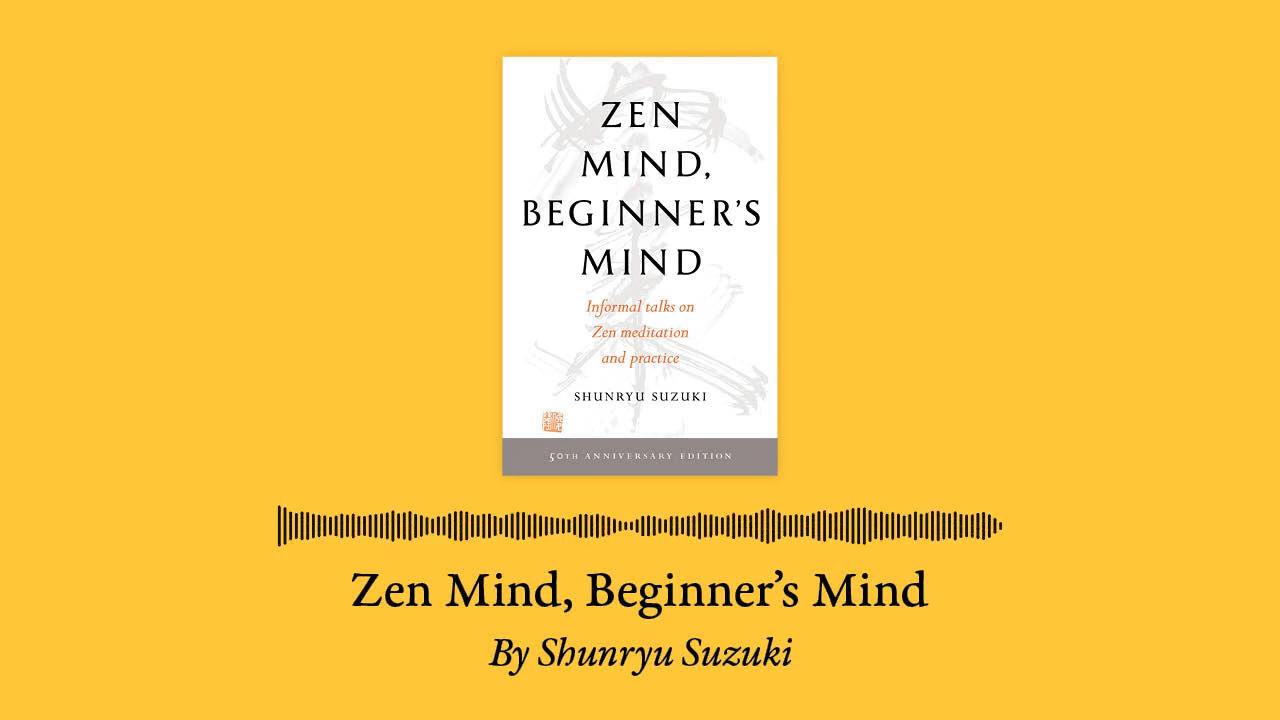 ZEN
MIND,
BEGINNER’S
MIND
Informal talks on
Zen meditation
and practice
SHUNRYU SUZUKI
50TH ANNIVERSARY EDITION
Zen Mind, Beginner’s Mind
By Shunryu Suzuki